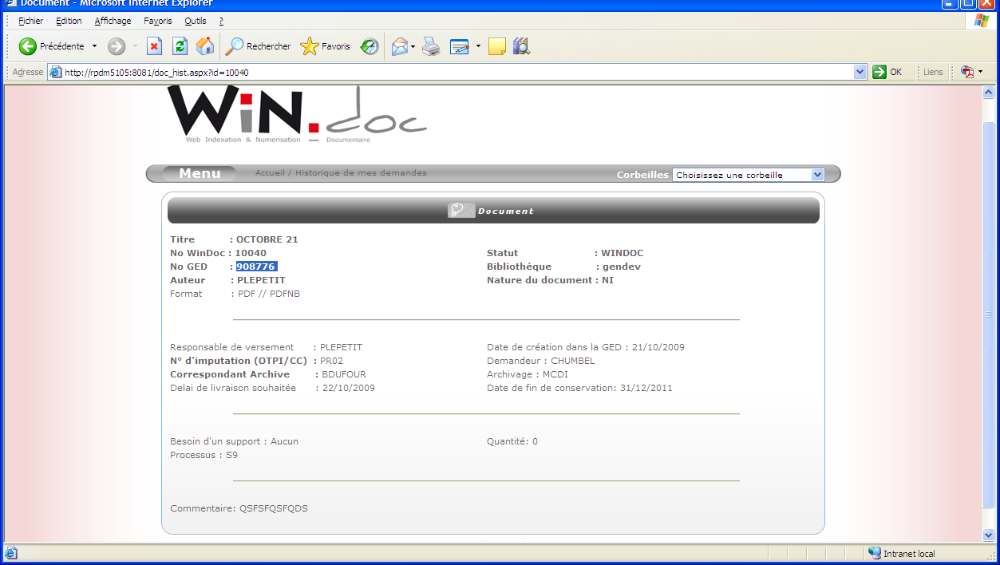 Document - Microsoft Internet Explorer
Fichier Edition Affichage Favoris Outils ?
Précédente Rechercher Favoris
Adresse http://rpdm5105:8081/doc_hist.aspx?id=10040 OK Liens
WiN.doc
Web Indexation & Numerisation — Documentaire
Menu Accueil / Historique de mes demandes Corbeilles Choisissez une corbeille
Document
Titre : OCTOBRE 21
No WinDoc : 10040 Statut : WINDOC
No GED : 908776 Bibliothèque : gendev
Auteur : PLEPETIT Nature du document : NI
Format : PDF // PDFNB
Responsable de versement : PLEPETIT Date de création dans la GED : 21/10/2009
N° d'imputation (OTPI/CC) : PR02 Demandeur : CHUMBEL
Correspondant Archive : BDUFOUR Archivage : MCDI
Delai de livraison souhaitée : 22/10/2009 Date de fin de conservation: 31/12/2011
Besoin d'un support : Aucun Quantité: 0
Processus : S9
Commentaire: QSFSFQSFQDS
Intranet local